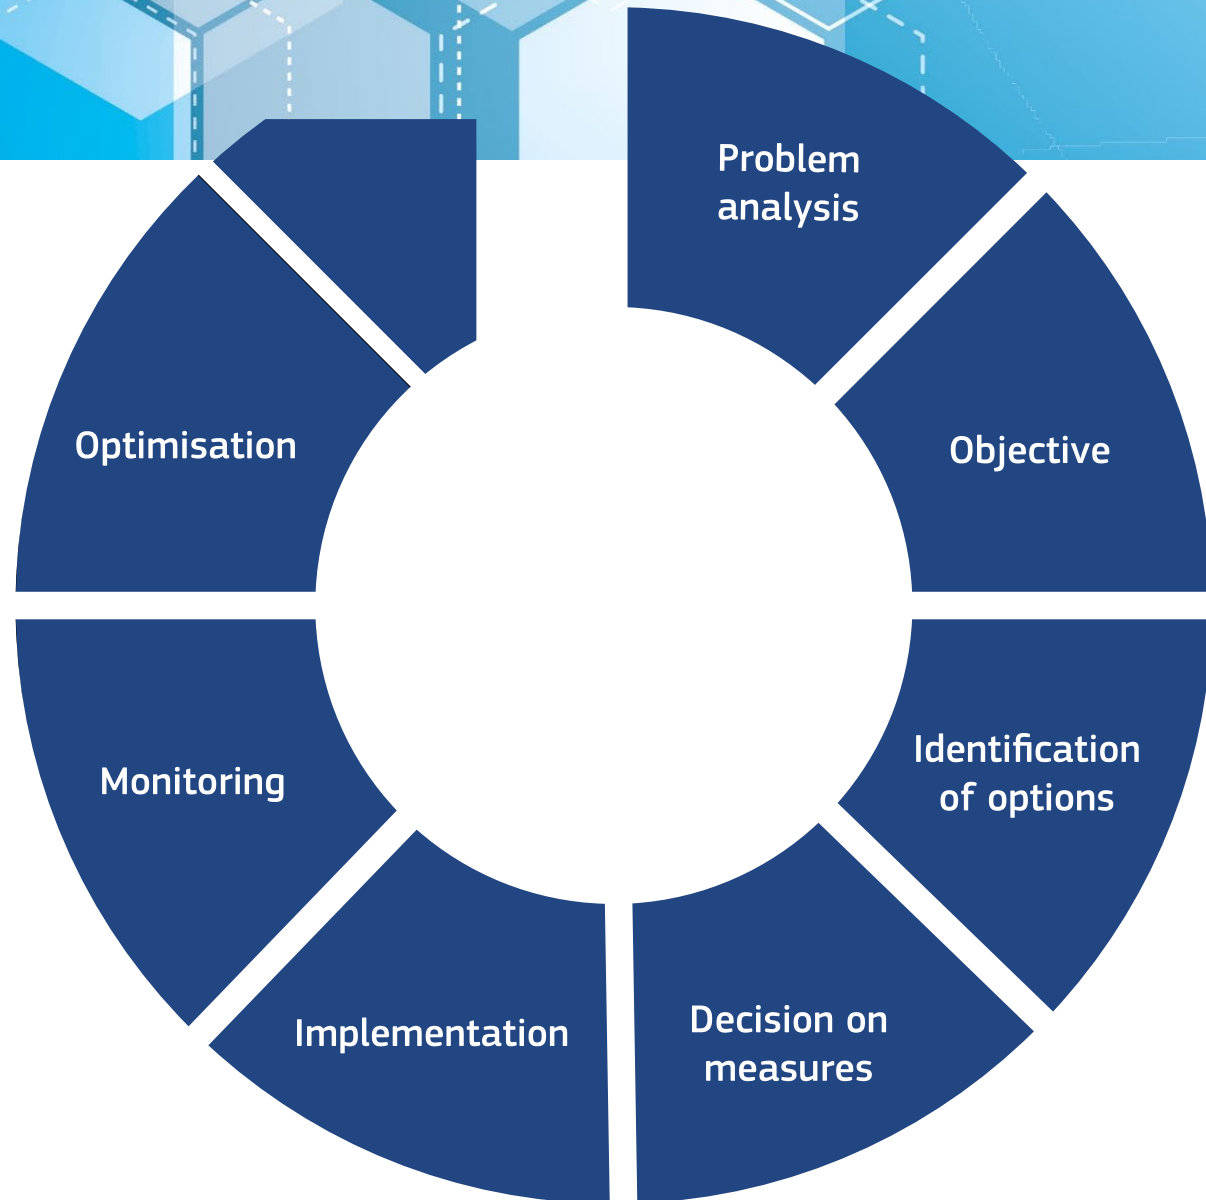 Problem
analysis
Objective
Identification
of options
Decision on
measures
Implementation
Monitoring
Optimisation